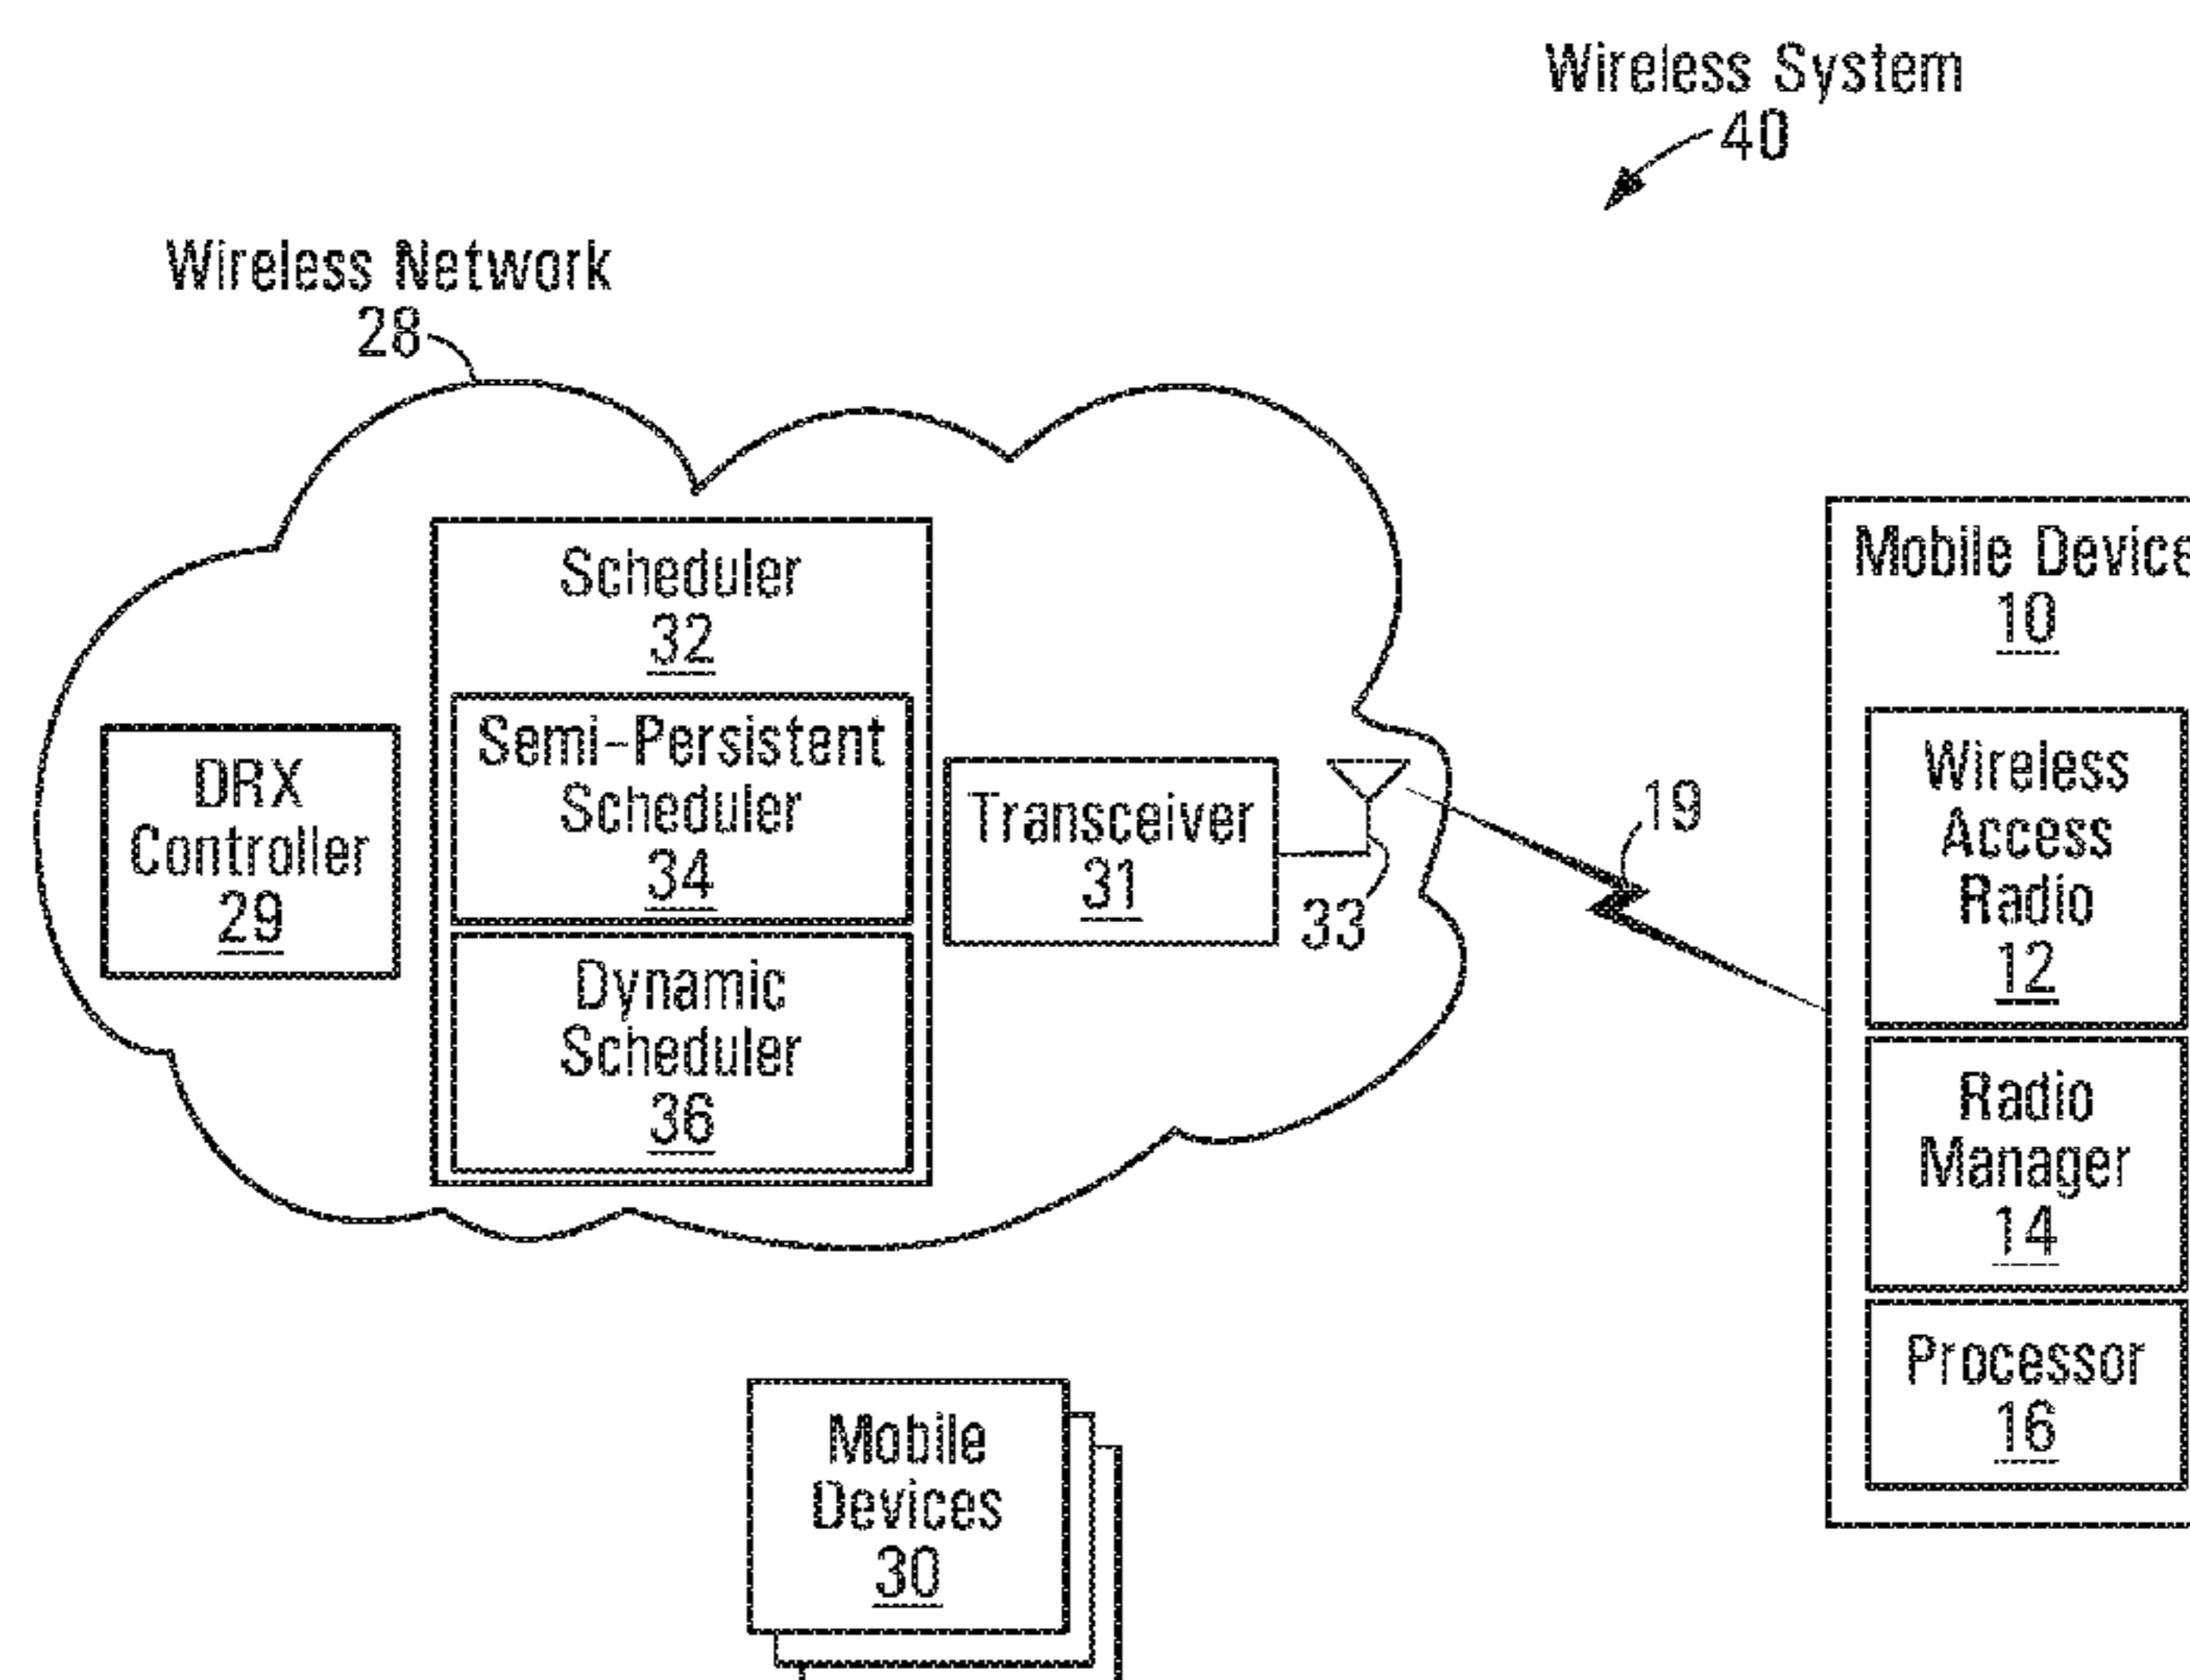 Wireless System
40
Wireless Network
28
Scheduler
32
Semi-Persistent
Scheduler
34
Dynamic
Scheduler
36
DRX
Controller
29
Transceiver
31
33
19
Mobile Device
10
Wireless
Access
Radio
12
Radio
Manager
14
Processor
16
Mobile
Devices
30